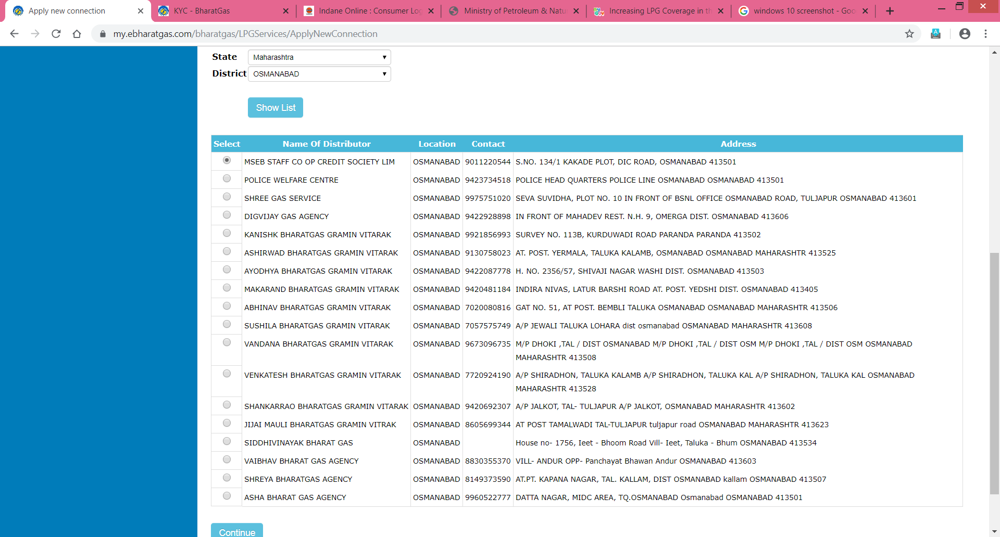 Apply new connection
KYC - BharatGas
Indane Online : Consumer Log
Ministry of Petroleum & Natu
Increasing LPG Coverage in th
windows 10 screenshot - Goo
my.ebharatgas.com/bharatgas/LPGServices/ApplyNewConnection
State Maharashtra
District OSMANABAD
Show List
Select Name Of Distributor Location Contact Address
MSEB STAFF CO OP CREDIT SOCIETY LIM OSMANABAD 9011220544 S.NO. 134/1 KAKADE PLOT, DIC ROAD, OSMANABAD 413501
POLICE WELFARE CENTRE OSMANABAD 9423734518 POLICE HEAD QUARTERS POLICE LINE OSMANABAD OSMANABAD 413501
SHREE GAS SERVICE OSMANABAD 9975751020 SEVA SUVIDHA, PLOT NO. 10 IN FRONT OF BSNL OFFICE OSMANABAD ROAD, TULJAPUR OSMANABAD 413601
DIGVIJAY GAS AGENCY OSMANABAD 9422928898 IN FRONT OF MAHADEV REST. N.H. 9, OMERGA DIST. OSMANABAD 413606
KANISHK BHARATGAS GRAMIN VITARAK OSMANABAD 9921856993 SURVEY NO. 113B, KURDUWADI ROAD PARANDA PARANDA 413502
ASHIRWAD BHARATGAS GRAMIN VITARAK OSMANABAD 9130758023 AT. POST. YERMALA, TALUKA KALAMB, OSMANABAD OSMANABAD MAHARASHTR 413525
AYODHYA BHARATGAS GRAMIN VITARAK OSMANABAD 9422087778 H. NO. 2356/57, SHIVAJI NAGAR WASHI DIST. OSMANABAD 413503
MAKARAND BHARATGAS GRAMIN VITARAK OSMANABAD 9420481184 INDIRA NIVAS, LATUR BARSHI ROAD AT. POST. YEDSHI DIST. OSMANABAD 413405
ABHINAV BHARATGAS GRAMIN VITARAK OSMANABAD 7020080816 GAT NO. 51, AT POST. BEMBLI TALUKA OSMANABAD OSMANABAD MAHARASHTR 413506
SUSHILA BHARATGAS GRAMIN VITARAK OSMANABAD 7057575749 A/P JEWALI TALUKA LOHARA dist osmanabad OSMANABAD MAHARASHTR 413608
VANDANA BHARATGAS GRAMIN VITARAK OSMANABAD 9673096735 M/P DHOKI ,TAL / DIST OSMANABAD M/P DHOKI ,TAL / DIST OSM M/P DHOKI ,TAL / DIST OSM OSMANABAD
MAHARASHTR 413508
VENKATESH BHARATGAS GRAMIN VITARAK OSMANABAD 7720924190 A/P SHIRADHON, TALUKA KALAMB A/P SHIRADHON, TALUKA KAL A/P SHIRADHON, TALUKA KAL OSMANABAD
MAHARASHTR 413528
SHANKARRAO BHARATGAS GRAMIN VITARAK OSMANABAD 9420692307 A/P JALKOT, TAL- TULJAPUR A/P JALKOT, OSMANABAD MAHARASHTR 413602
JIJAI MAULI BHARATGAS GRAMIN VITRAK OSMANABAD 8605699344 AT POST TAMALWADI TAL-TULJAPUR tuljapur road OSMANABAD MAHARASHTR 413623
SIDDHIVINAYAK BHARAT GAS OSMANABAD House no- 1756, Ieet - Bhoom Road Vill- Ieet, Taluka - Bhum OSMANABAD 413534
VAIBHAV BHARAT GAS AGENCY OSMANABAD 8830355370 VILL- ANDUR OPP- Panchayat Bhawan Andur OSMANABAD 413603
SHREYA BHARATGAS AGENCY OSMANABAD 8149373590 AT.PT. KAPANA NAGAR, TAL. KALLAM, DIST OSMANABAD kallam OSMANABAD 413507
ASHA BHARAT GAS AGENCY OSMANABAD 9960522777 DATTA NAGAR, MIDC AREA, TQ.OSMANABAD Osmanabad OSMANABAD 413501
Continue